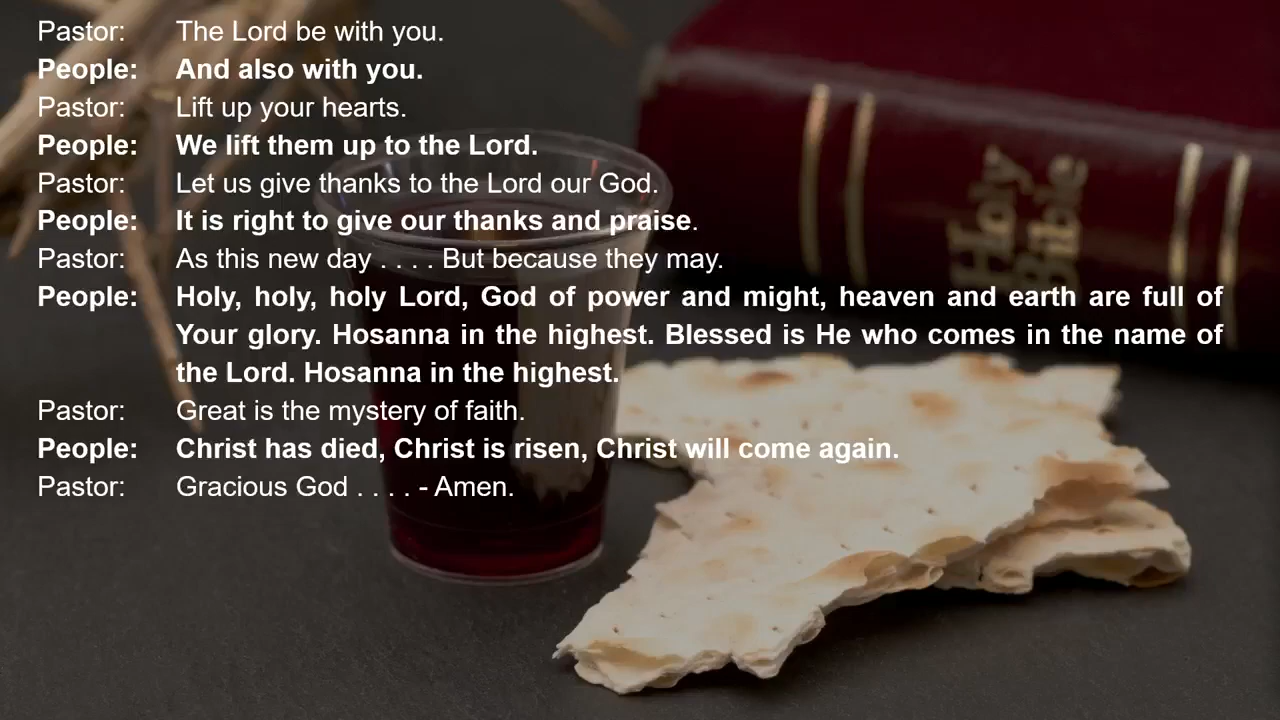 Pastor: The Lord be with you.
People: And also with you.
Pastor: Lift up your hearts.
People: We lift them up to the Lord.
Pastor: Let us give thanks to the Lord our God.
People: It is right to give our thanks and praise.
Pastor: As this new day . . . . But because they may.
People: Holy, holy, holy Lord, God of power and might, heaven and earth are full of
Your glory. Hosanna in the highest. Blessed is He who comes in the name of
the Lord. Hosanna in the highest.
Pastor: Great is the mystery of faith.
People: Christ has died, Christ is risen, Christ will come again.
Pastor: Gracious God . . . . - Amen.
Holy
Bible